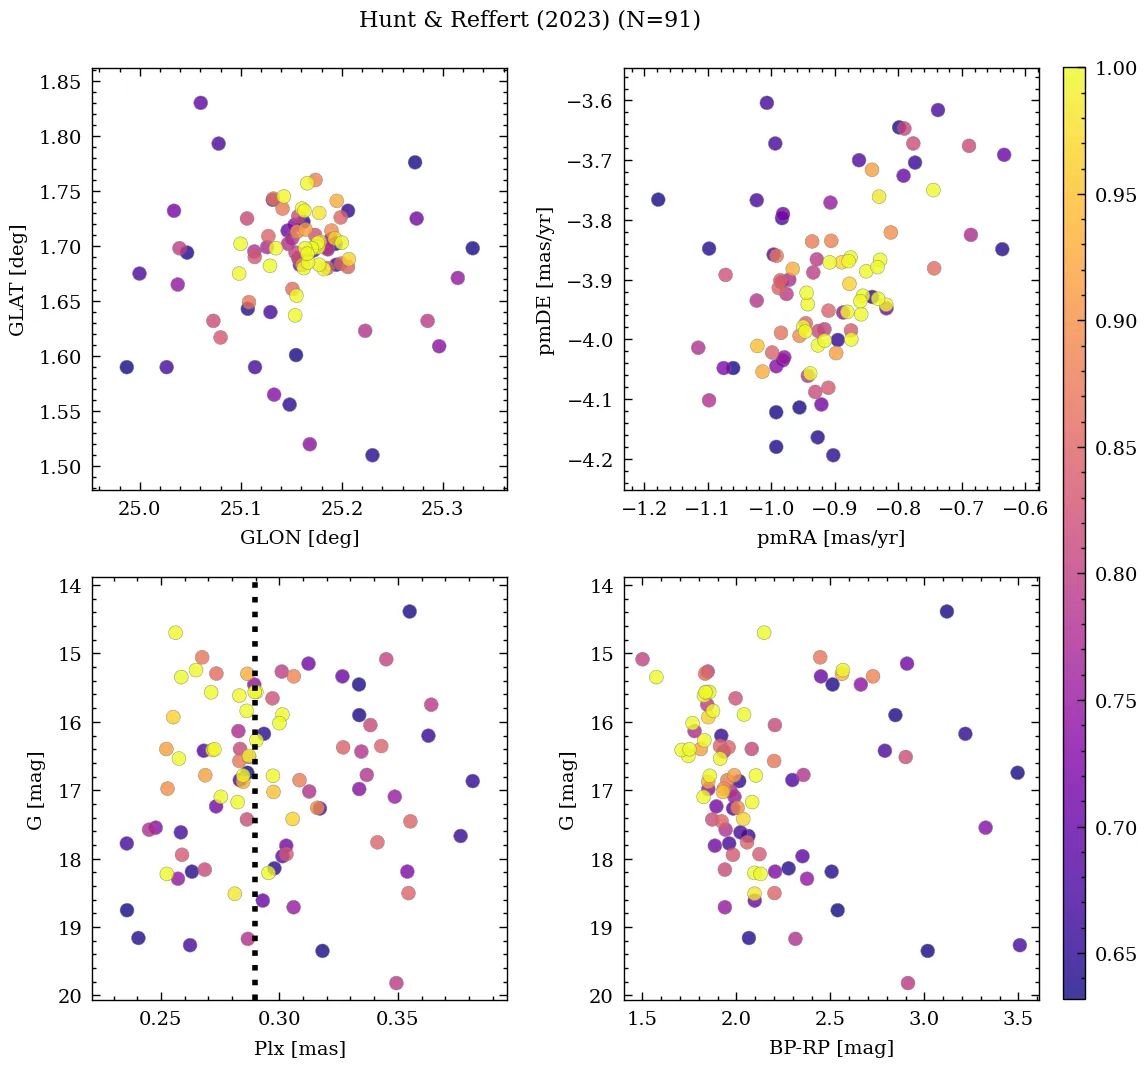 Hunt & Reffert (2023) (N=91)
1.85
1.80
1.75
1.70
1.65
1.60
1.55
1.50
GLAT [deg]
25.0 25.1 25.2 25.3
GLON [deg]
−3.6
−3.7
−3.8
−3.9
−4.0
−4.1
−4.2
pmDE [mas/yr]
−1.2 −1.1 −1.0 −0.9 −0.8 −0.7 −0.6
pmRA [mas/yr]
14
15
16
17
18
19
20
G [mag]
0.25 0.30 0.35
Plx [mas]
14
15
16
17
18
19
20
G [mag]
1.5 2.0 2.5 3.0 3.5
BP-RP [mag]
1.00
0.95
0.90
0.85
0.80
0.75
0.70
0.65